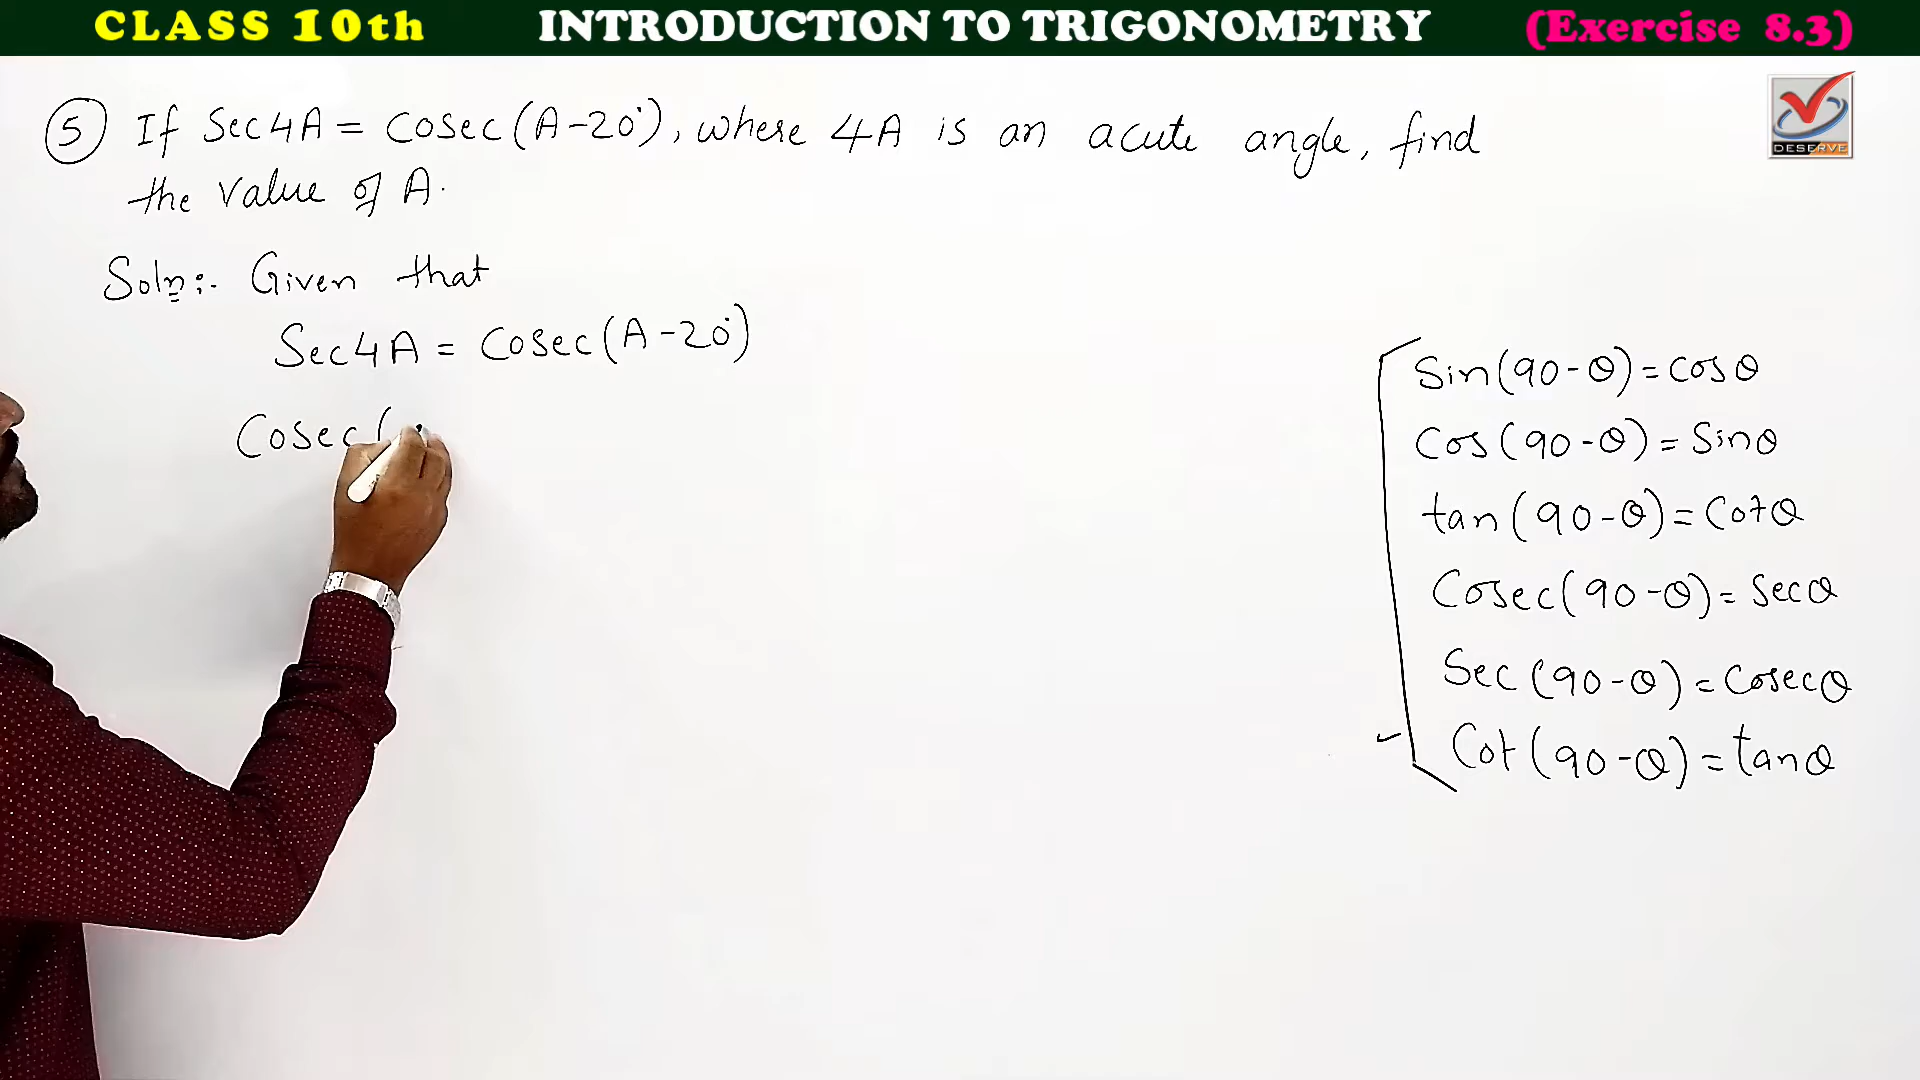 CLASS 10th INTRODUCTION TO TRIGONOMETRY (Exercise 8.3)
DESERVE
5 If Sec4A = Cosec(A-20°), where 4A is an acute angle, find
the value of A.
Soln:- Given that
Sec4A = Cosec(A-20°)
Cosec(
Sin(90-θ)=cosθ
Cos(90-θ)=Sinθ
tan(90-θ)=Cotθ
Cosec(90-θ)=Secθ
Sec(90-θ)=Cosecθ
Cot(90-θ)=tanθ